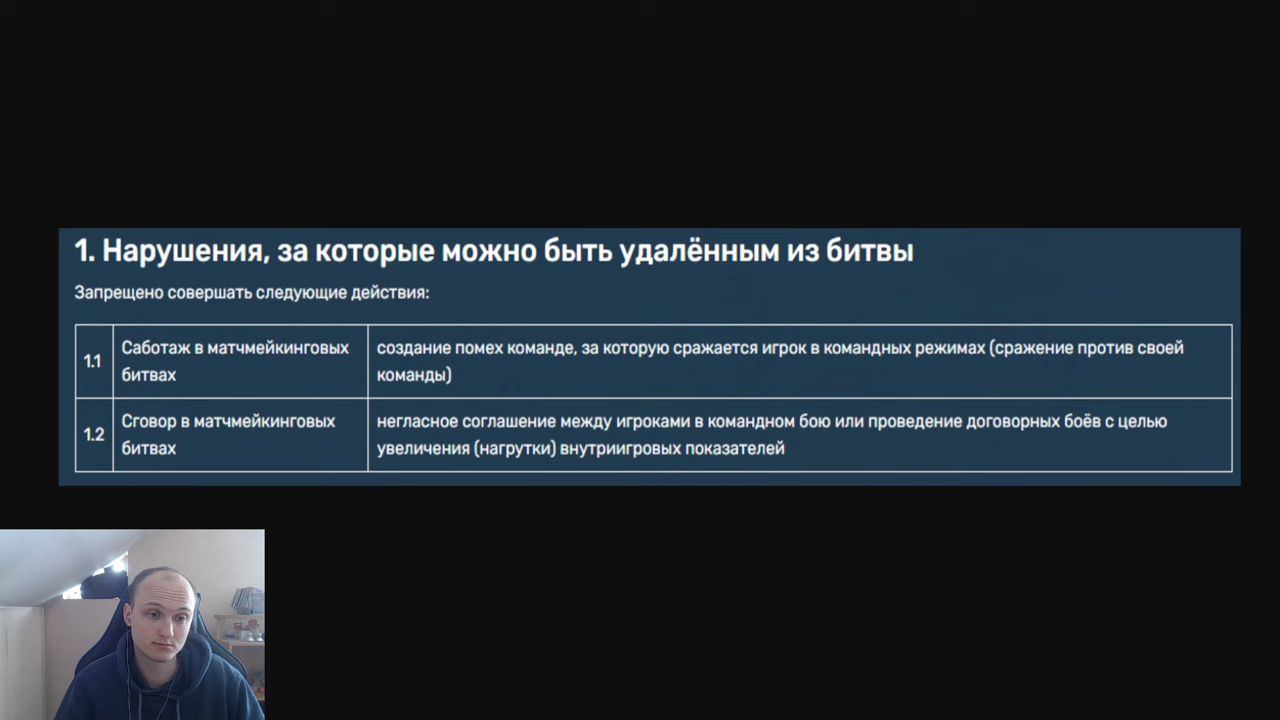 1. Нарушения, за которые можно быть удалённым из битвы
Запрещено совершать следующие действия:
1.1
Саботаж в матчмейкинговых
битвах
создание помех команде, за которую сражается игрок в командных режимах (сражение против своей
команды)
1.2
Сговор в матчмейкинговых
битвах
негласное соглашение между игроками в командном бою или проведение договорных боёв с целью
увеличения (нагрутки) внутриигровых показателей